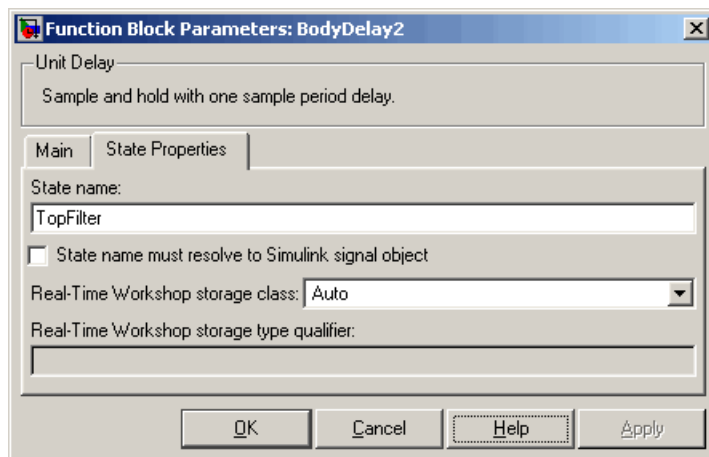 Function Block Parameters: BodyDelay2
Unit Delay
Sample and hold with one sample period delay.
Main State Properties
State name:
TopFilter
State name must resolve to Simulink signal object
Real-Time Workshop storage class: Auto
Real-Time Workshop storage type qualifier:
OK Cancel Help Apply